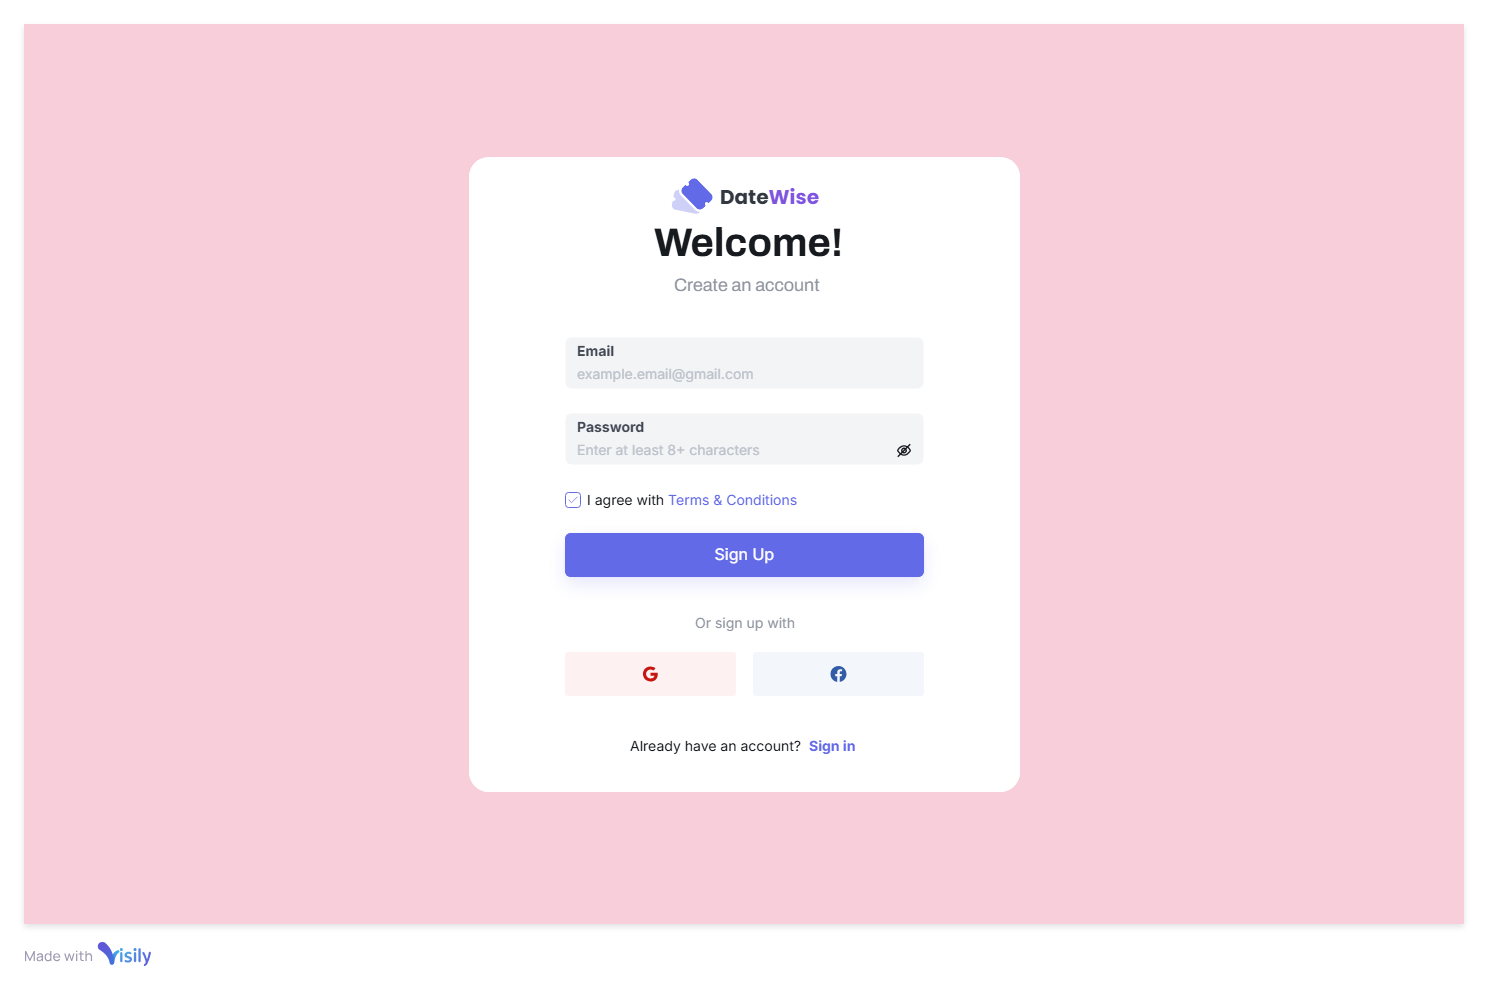 DateWise
Welcome!
Create an account
Email
example.email@gmail.com
Password
Enter at least 8+ characters
I agree with Terms & Conditions
Sign Up
Or sign up with
Already have an account? Sign in
Made with Visily